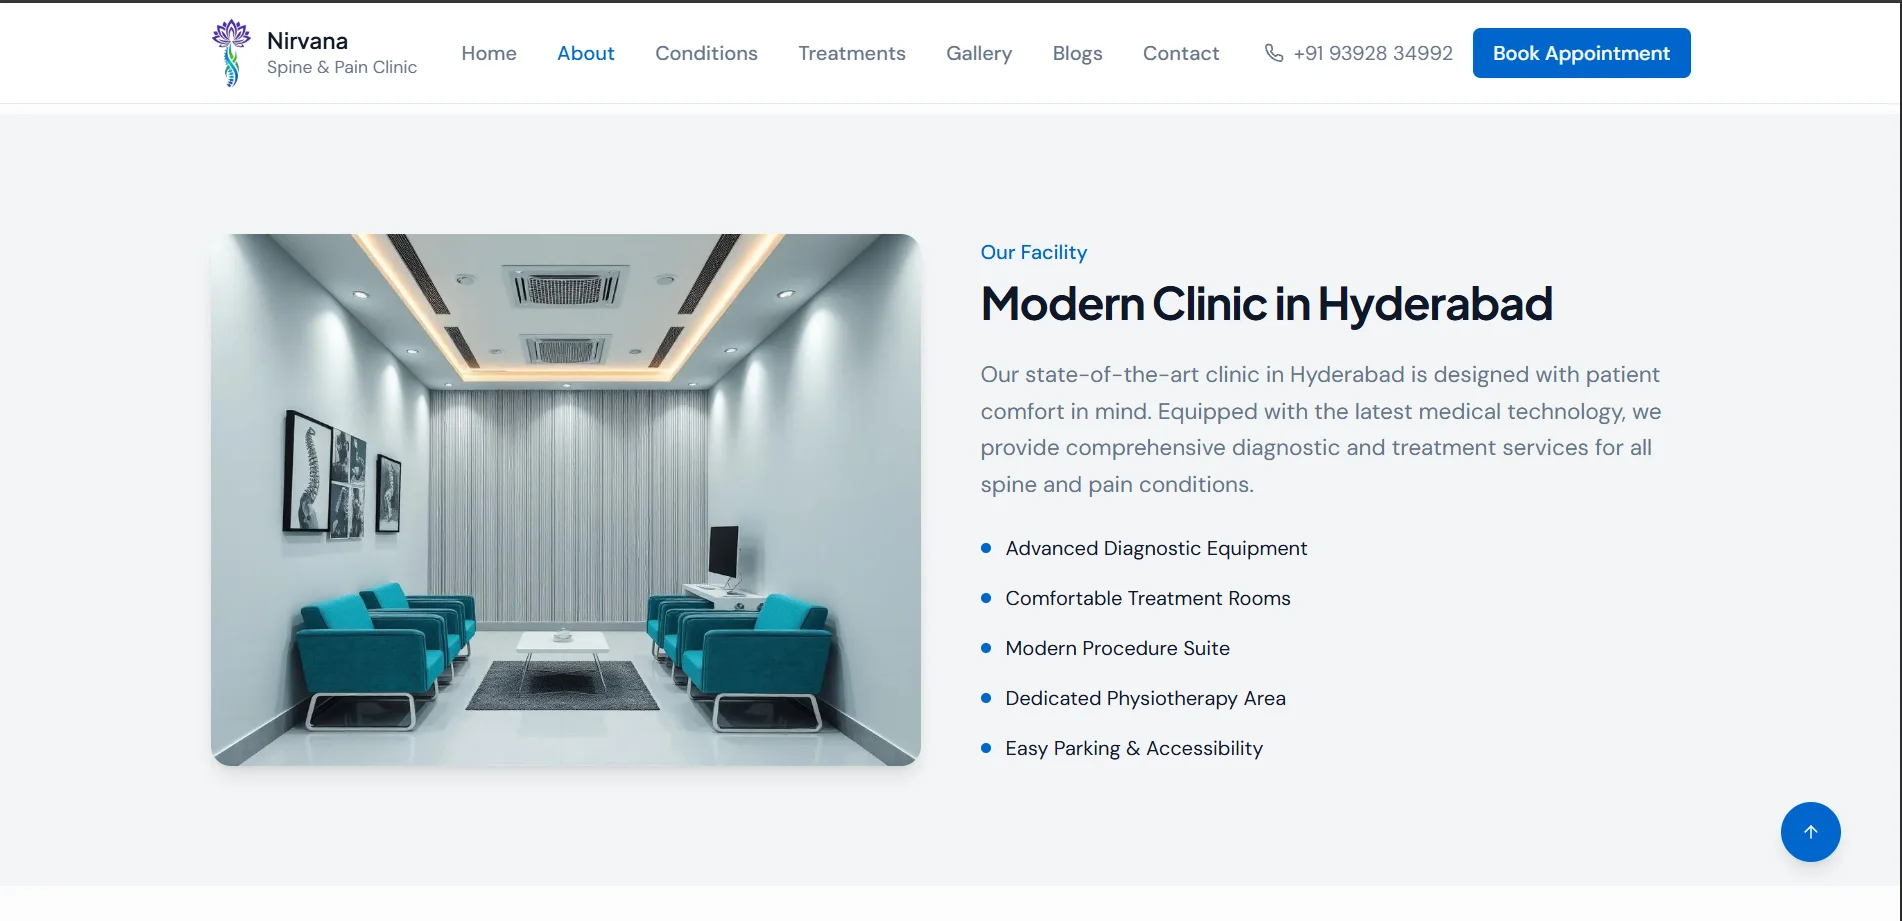 Nirvana
Spine & Pain Clinic
Home
About
Conditions
Treatments
Gallery
Blogs
Contact
+91 93928 34992
Book Appointment
Our Facility
Modern Clinic in Hyderabad
Our state-of-the-art clinic in Hyderabad is designed with patient
comfort in mind. Equipped with the latest medical technology, we
provide comprehensive diagnostic and treatment services for all
spine and pain conditions.
Advanced Diagnostic Equipment
Comfortable Treatment Rooms
Modern Procedure Suite
Dedicated Physiotherapy Area
Easy Parking & Accessibility